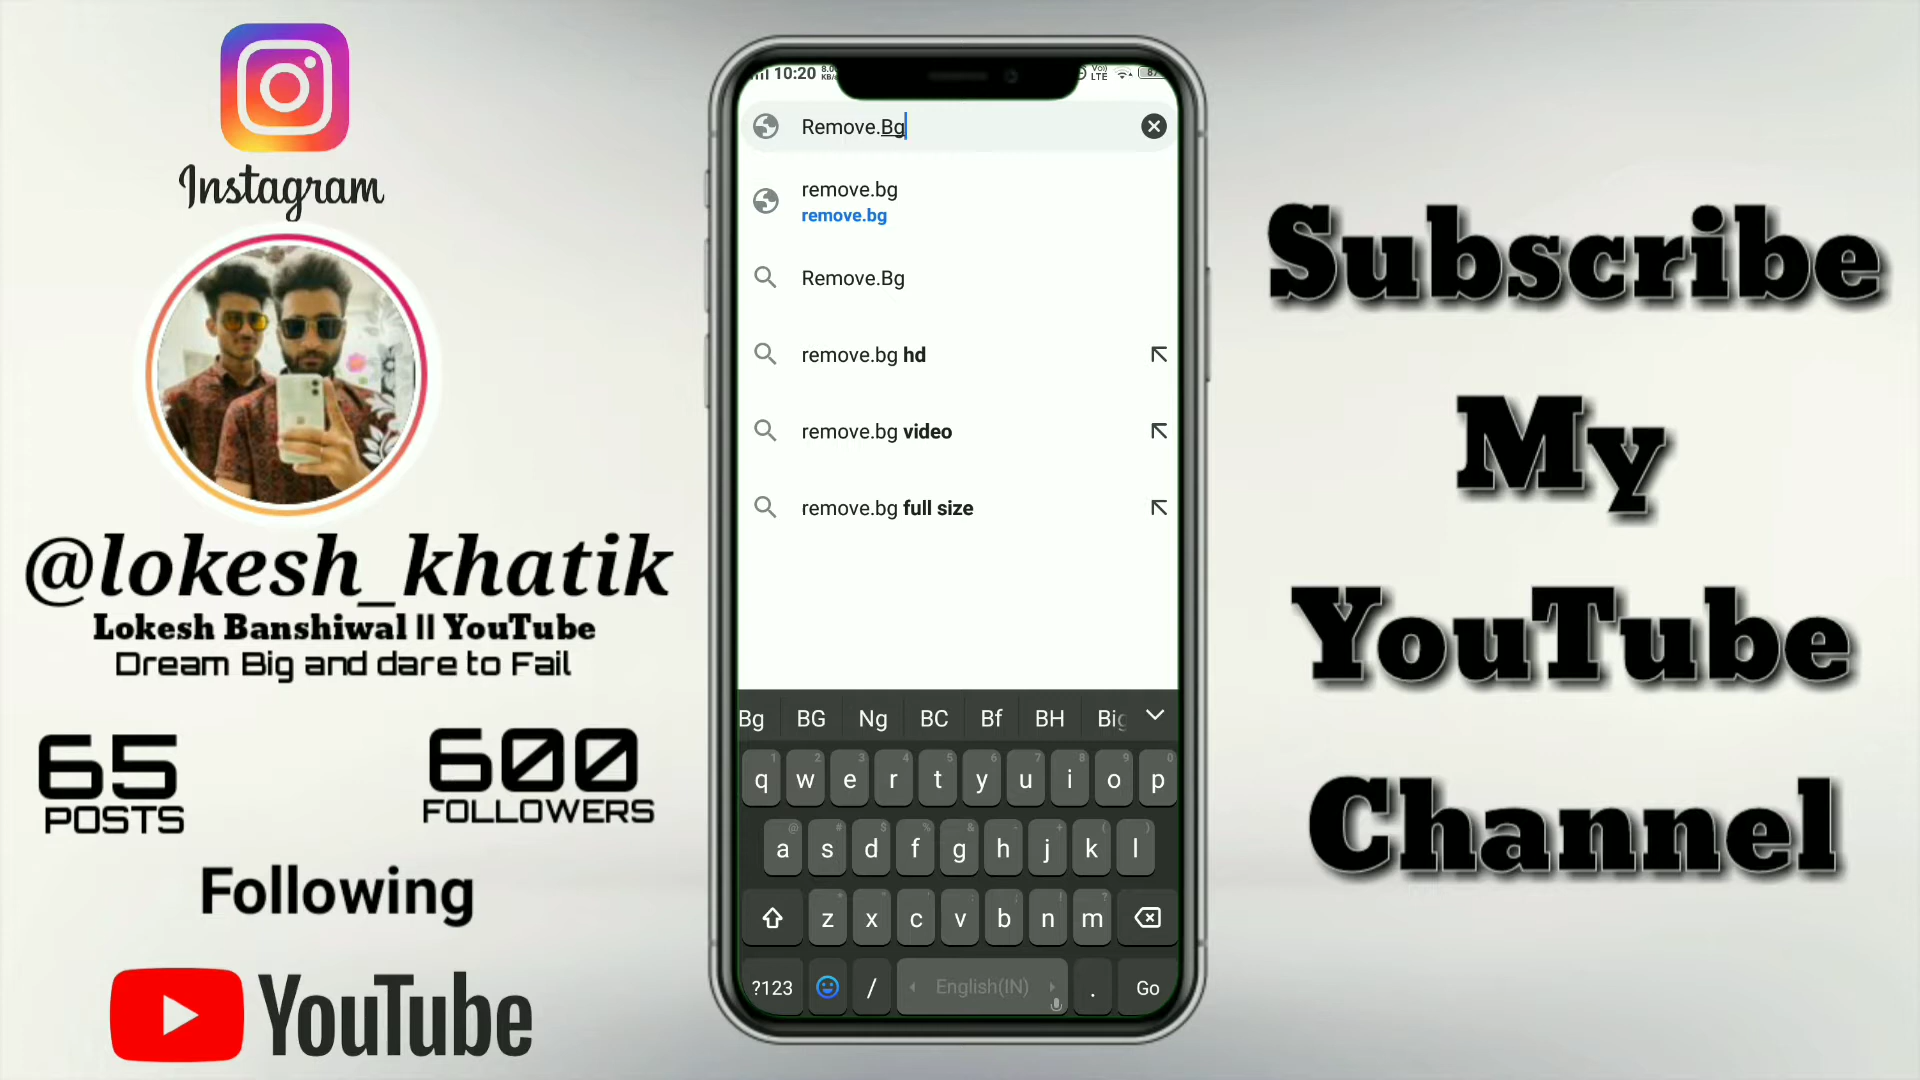 Instagram
@lokesh_khatik
Lokesh Banshiwal || YouTube
Dream Big and dare to Fail
65
POSTS
600
FOLLOWERS
Following
YouTube
10:20
LTE
Remove.Bg
remove.bg
remove.bg
Remove.Bg
remove.bg hd
remove.bg video
remove.bg full size
Bg BG Ng BC Bf BH
q w e r t y u i o p
a s d f g h j k l
z x c v b n m
?123 / English(IN) . Go
Subscribe
My
YouTube
Channel